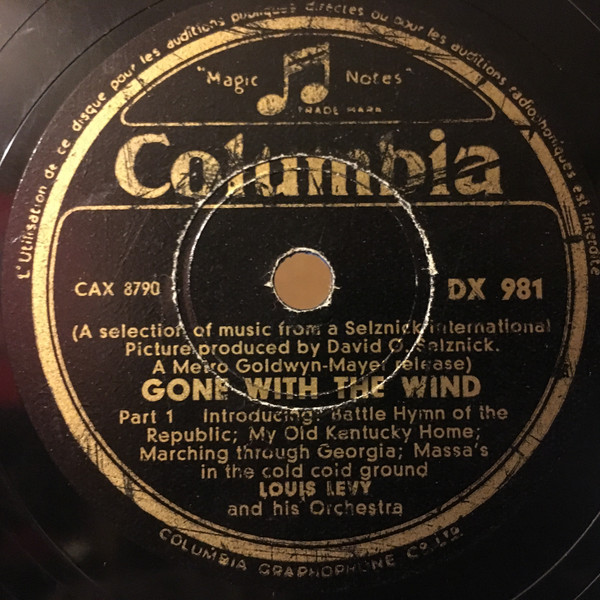 L'Utilisation de ce disque pour les auditions publiques directes ou pour les auditions radiophoniques est interdite
"Magic Notes"
TRADE MARK
Columbia
CAX 8790
DX 981
(A selection of music from a Selznick International
Picture produced by David O. Selznick.
A Metro Goldwyn-Mayer release)
GONE WITH THE WIND
Part 1 Introducing: Battle Hymn of the
Republic; My Old Kentucky Home;
Marching through Georgia; Massa's
in the cold cold ground
LOUIS LEVY
and his Orchestra
COLUMBIA GRAPHOPHONE CO. LTD.